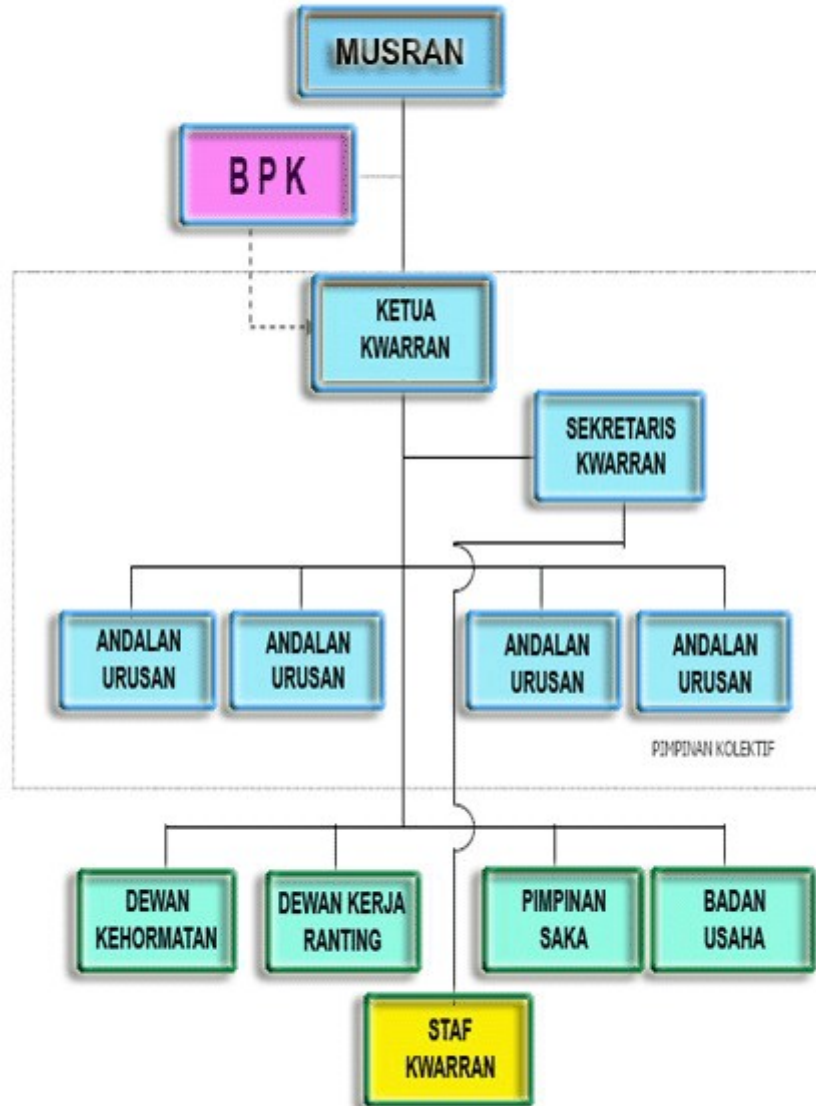 MUSRAN
BPK
KETUA
KWARRAN
SEKRETARIS
KWARRAN
ANDALAN
URUSAN
ANDALAN
URUSAN
ANDALAN
URUSAN
ANDALAN
URUSAN
PIMPINAN KOLEKTIF
DEWAN
KEHORMATAN
DEWAN KERJA
RANTING
PIMPINAN
SAKA
BADAN
USAHA
STAF
KWARRAN